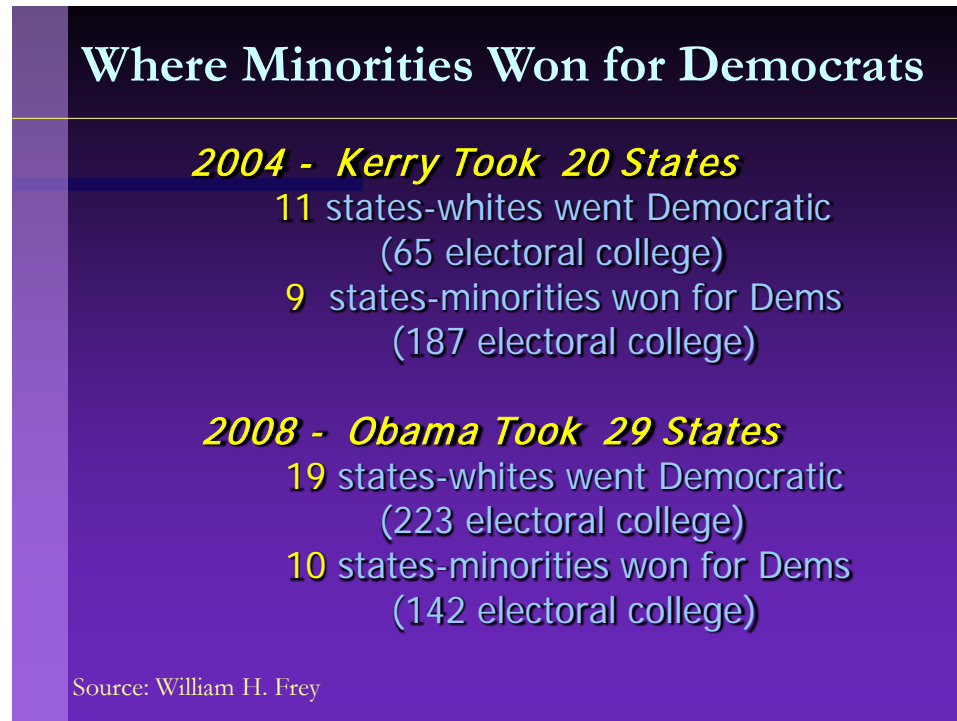 Where Minorities Won for Democrats
2004 - Kerry Took 20 States
11 states-whites went Democratic
(65 electoral college)
9 states-minorities won for Dems
(187 electoral college)
2008 - Obama Took 29 States
19 states-whites went Democratic
(223 electoral college)
10 states-minorities won for Dems
(142 electoral college)
Source: William H. Frey